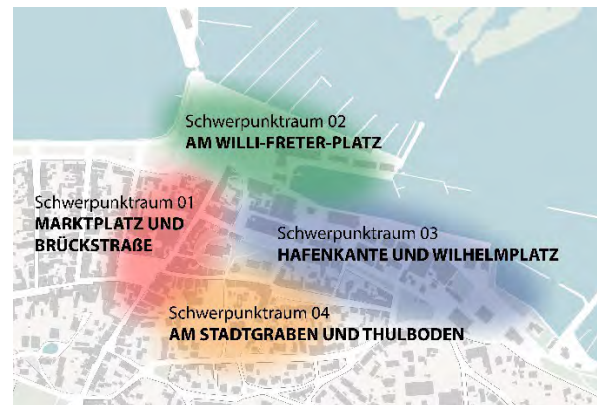 Schwerpunktraum 02
AM WILLI-FRETER-PLATZ
Schwerpunktraum 01
MARKTPLATZ UND
BRÜCKSTRAßE
Schwerpunktraum 03
HAFENKANTE UND WILHELMPLATZ
Schwerpunktraum 04
AM STADTGRABEN UND THULBODEN